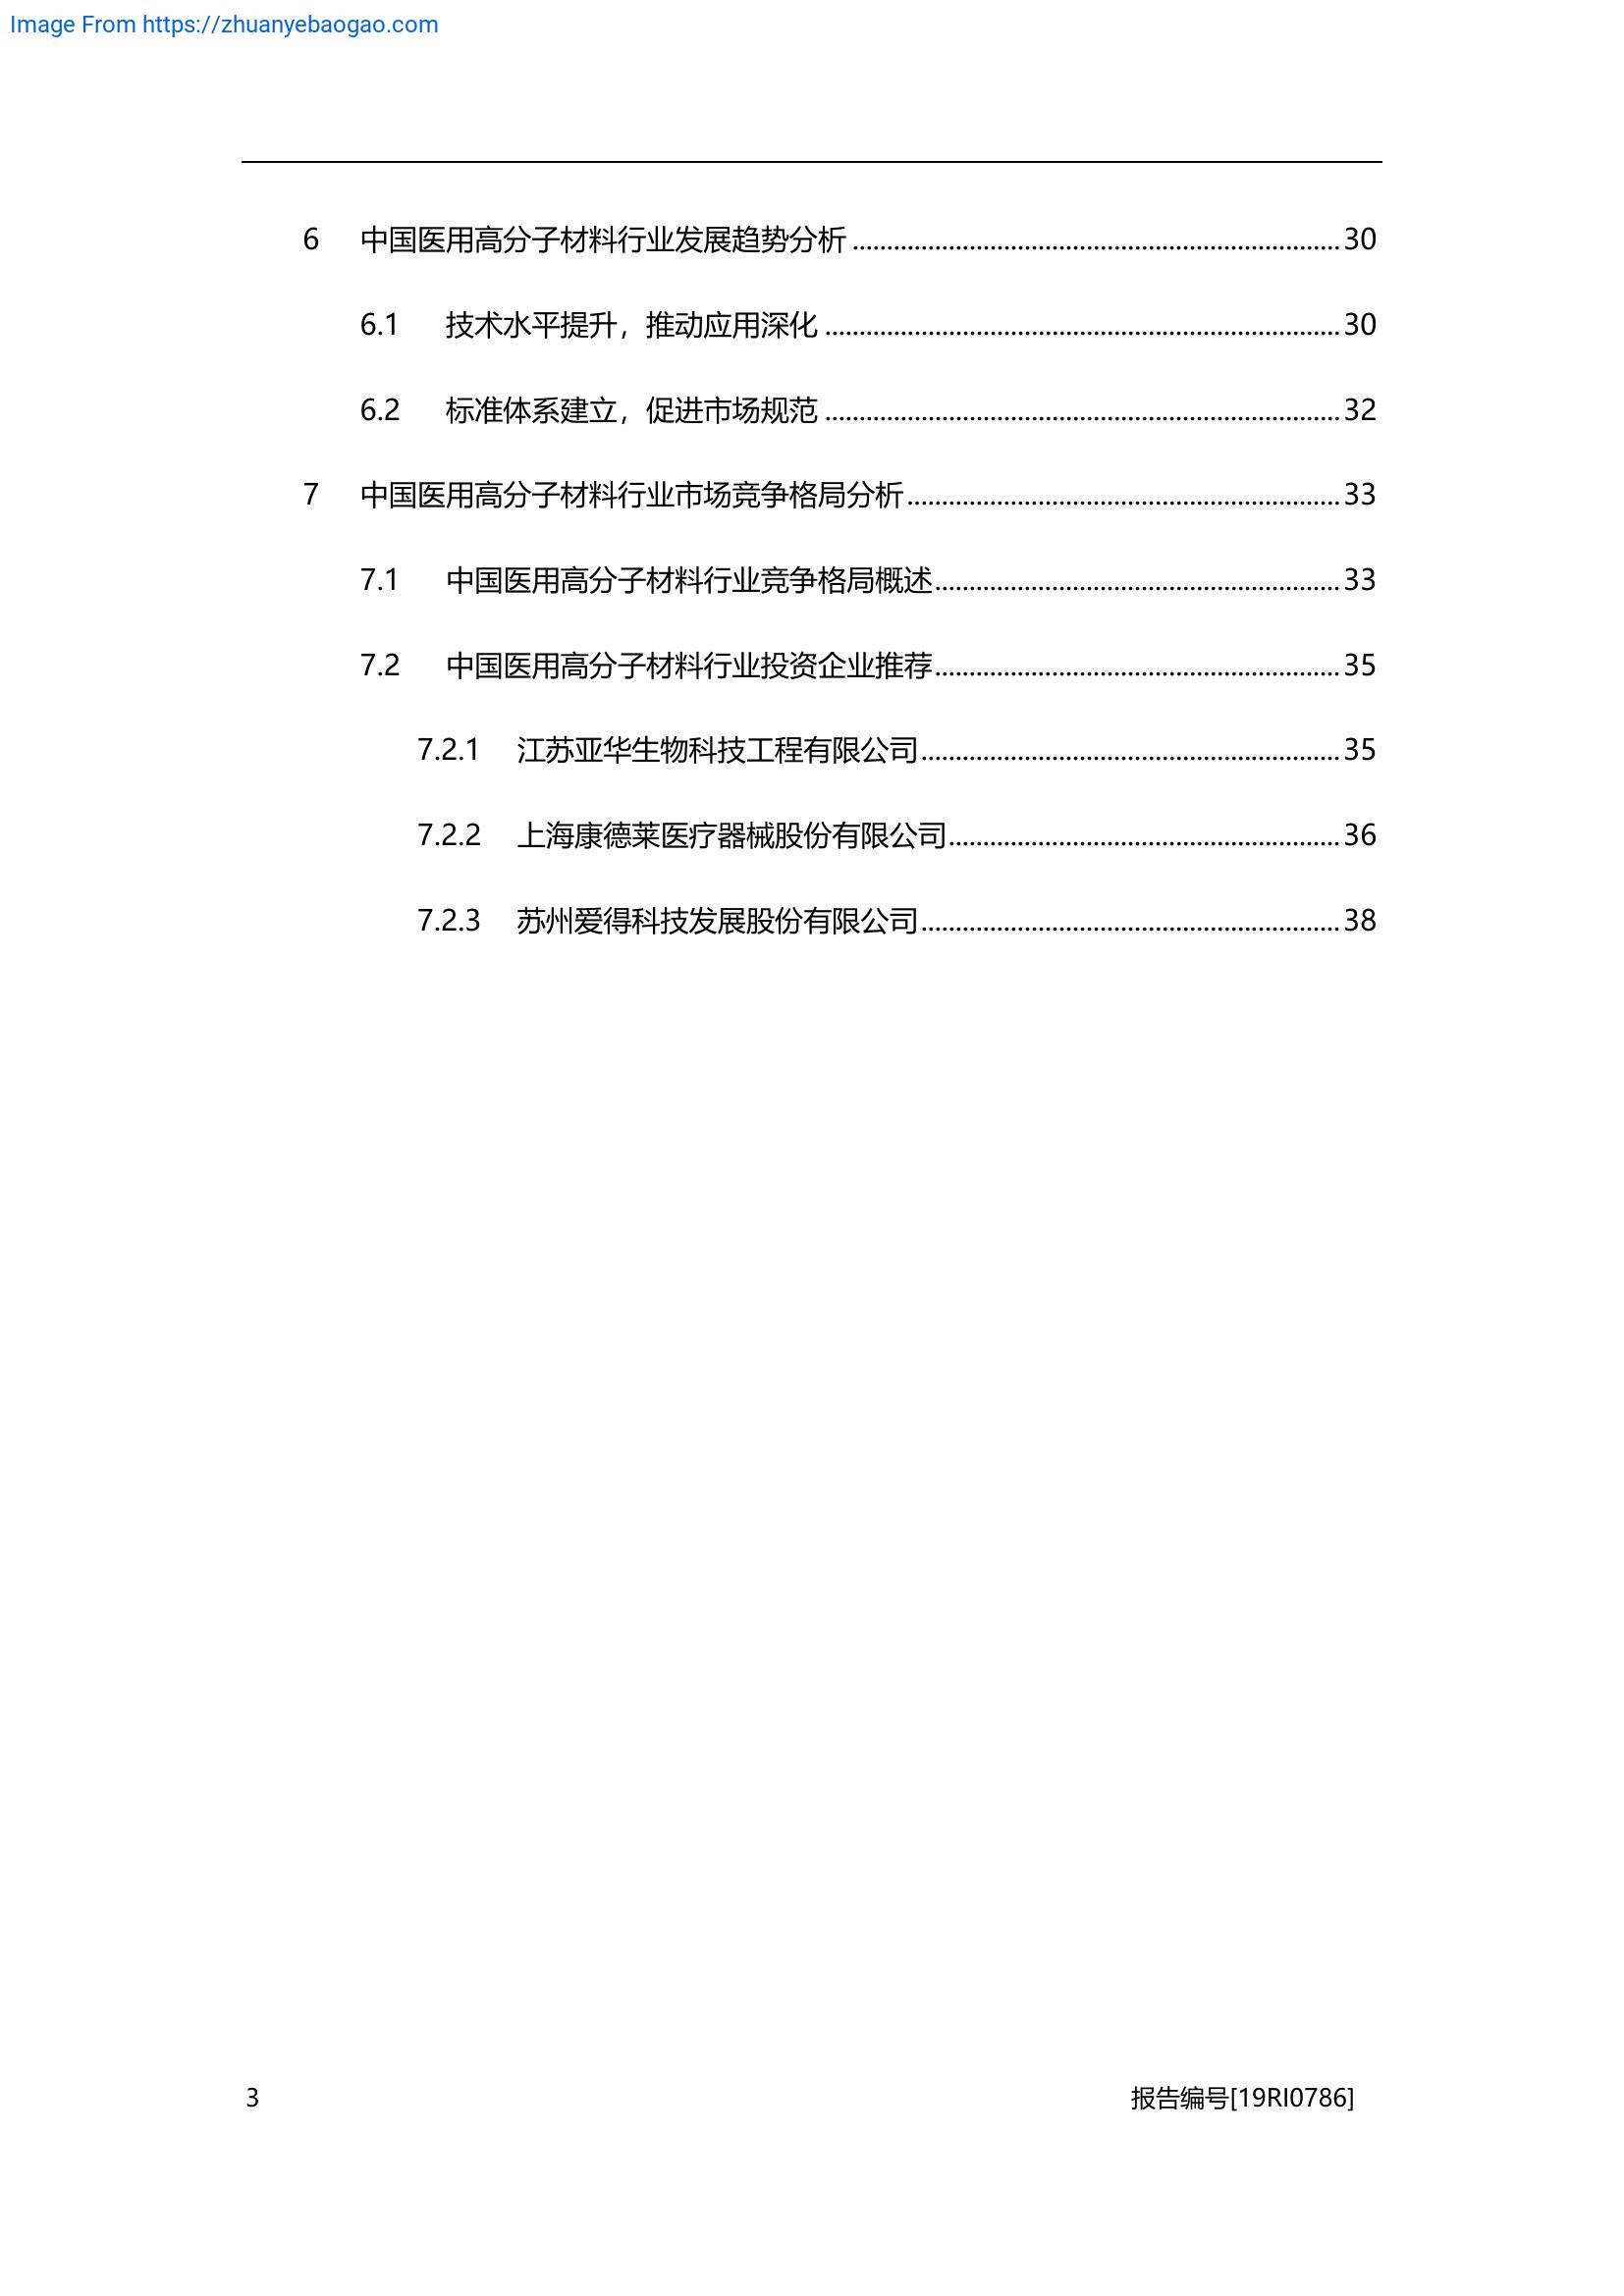 Image From https://zhuanyebaogao.com
6 中国医用高分子材料行业发展趋势分析 ........................................................................ 30
6.1 技术水平提升，推动应用深化 ........................................................................ 30
6.2 标准体系建立，促进市场规范 ........................................................................ 32
7 中国医用高分子材料行业市场竞争格局分析 ............................................................... 33
7.1 中国医用高分子材料行业竞争格局概述 ........................................................... 33
7.2 中国医用高分子材料行业投资企业推荐 ........................................................... 35
7.2.1 江苏亚华生物科技工程有限公司 ............................................................. 35
7.2.2 上海康德莱医疗器械股份有限公司 ......................................................... 36
7.2.3 苏州爱得科技发展股份有限公司 ............................................................. 38
3 报告编号[19RI0786]